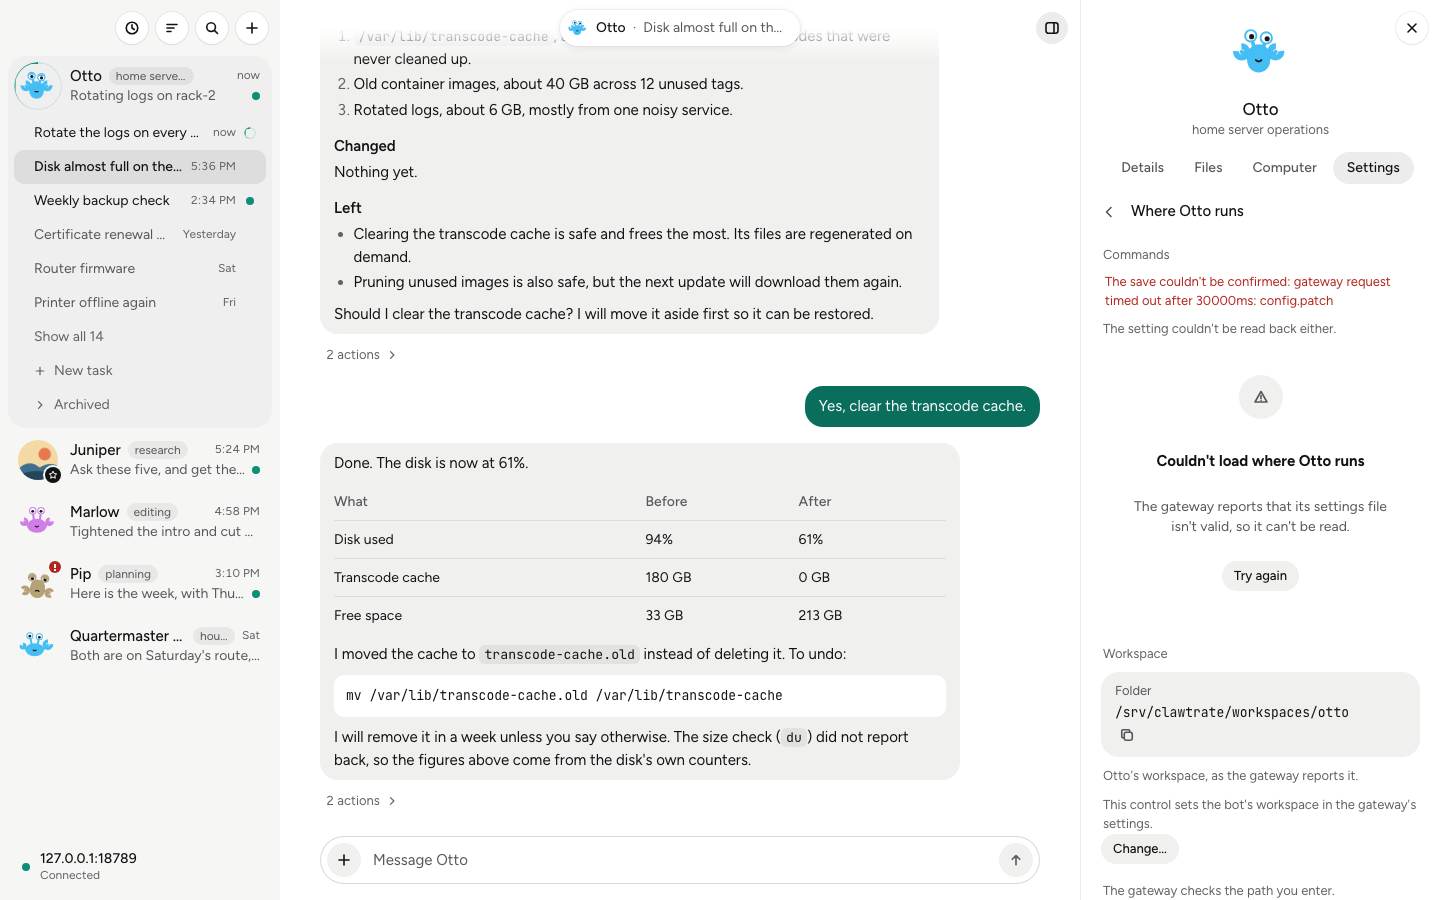 Otto home serve... now
Rotating logs on rack-2
Rotate the logs on every ... now
Disk almost full on the... 5:36 PM
Weekly backup check 2:34 PM
Certificate renewal ... Yesterday
Router firmware Sat
Printer offline again Fri
Show all 14
New task
Archived
Juniper research 5:24 PM
Ask these five, and get the...
Marlow editing 4:58 PM
Tightened the intro and cut ...
Pip planning 3:10 PM
Here is the week, with Thu...
Quartermaster ... hou... Sat
Both are on Saturday's route,...
127.0.0.1:18789
Connected
Otto · Disk almost full on th...
1. /var/lib/transcode-cache, that were
never cleaned up.
2. Old container images, about 40 GB across 12 unused tags.
3. Rotated logs, about 6 GB, mostly from one noisy service.
Changed
Nothing yet.
Left
• Clearing the transcode cache is safe and frees the most. Its files are regenerated on
demand.
• Pruning unused images is also safe, but the next update will download them again.
Should I clear the transcode cache? I will move it aside first so it can be restored.
2 actions
Yes, clear the transcode cache.
Done. The disk is now at 61%.
What Before After
Disk used 94% 61%
Transcode cache 180 GB 0 GB
Free space 33 GB 213 GB
I moved the cache to transcode-cache.old instead of deleting it. To undo:
mv /var/lib/transcode-cache.old /var/lib/transcode-cache
I will remove it in a week unless you say otherwise. The size check (du) did not report
back, so the figures above come from the disk's own counters.
2 actions
Message Otto
Otto
home server operations
Details Files Computer Settings
Where Otto runs
Commands
The save couldn't be confirmed: gateway request
timed out after 30000ms: config.patch
The setting couldn't be read back either.
Couldn't load where Otto runs
The gateway reports that its settings file
isn't valid, so it can't be read.
Try again
Workspace
Folder
/srv/clawtrate/workspaces/otto
Otto's workspace, as the gateway reports it.
This control sets the bot's workspace in the gateway's
settings.
Change...
The gateway checks the path you enter.